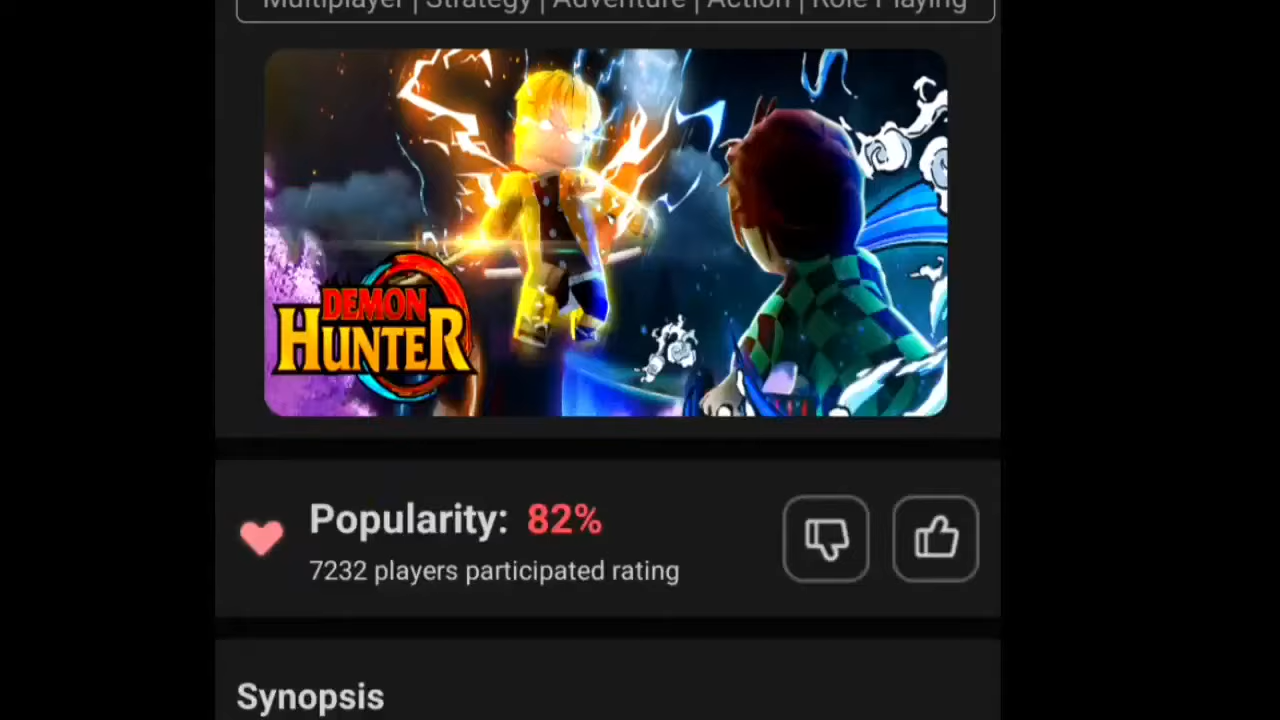 Multiplayer | Strategy | Adventure | Action | Role Playing
DEMON
HUNTER
Popularity: 82%
7232 players participated rating
Synopsis